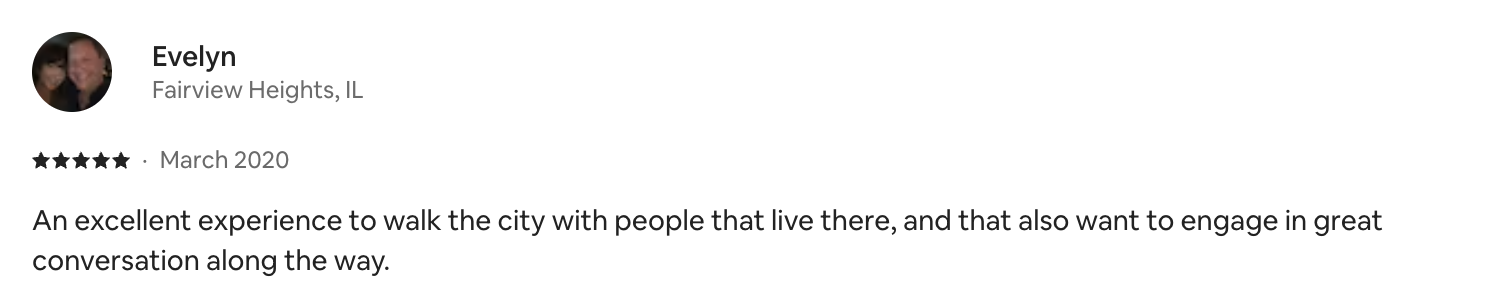 Evelyn
Fairview Heights, IL
★★★★★ · March 2020
An excellent experience to walk the city with people that live there, and that also want to engage in great
conversation along the way.